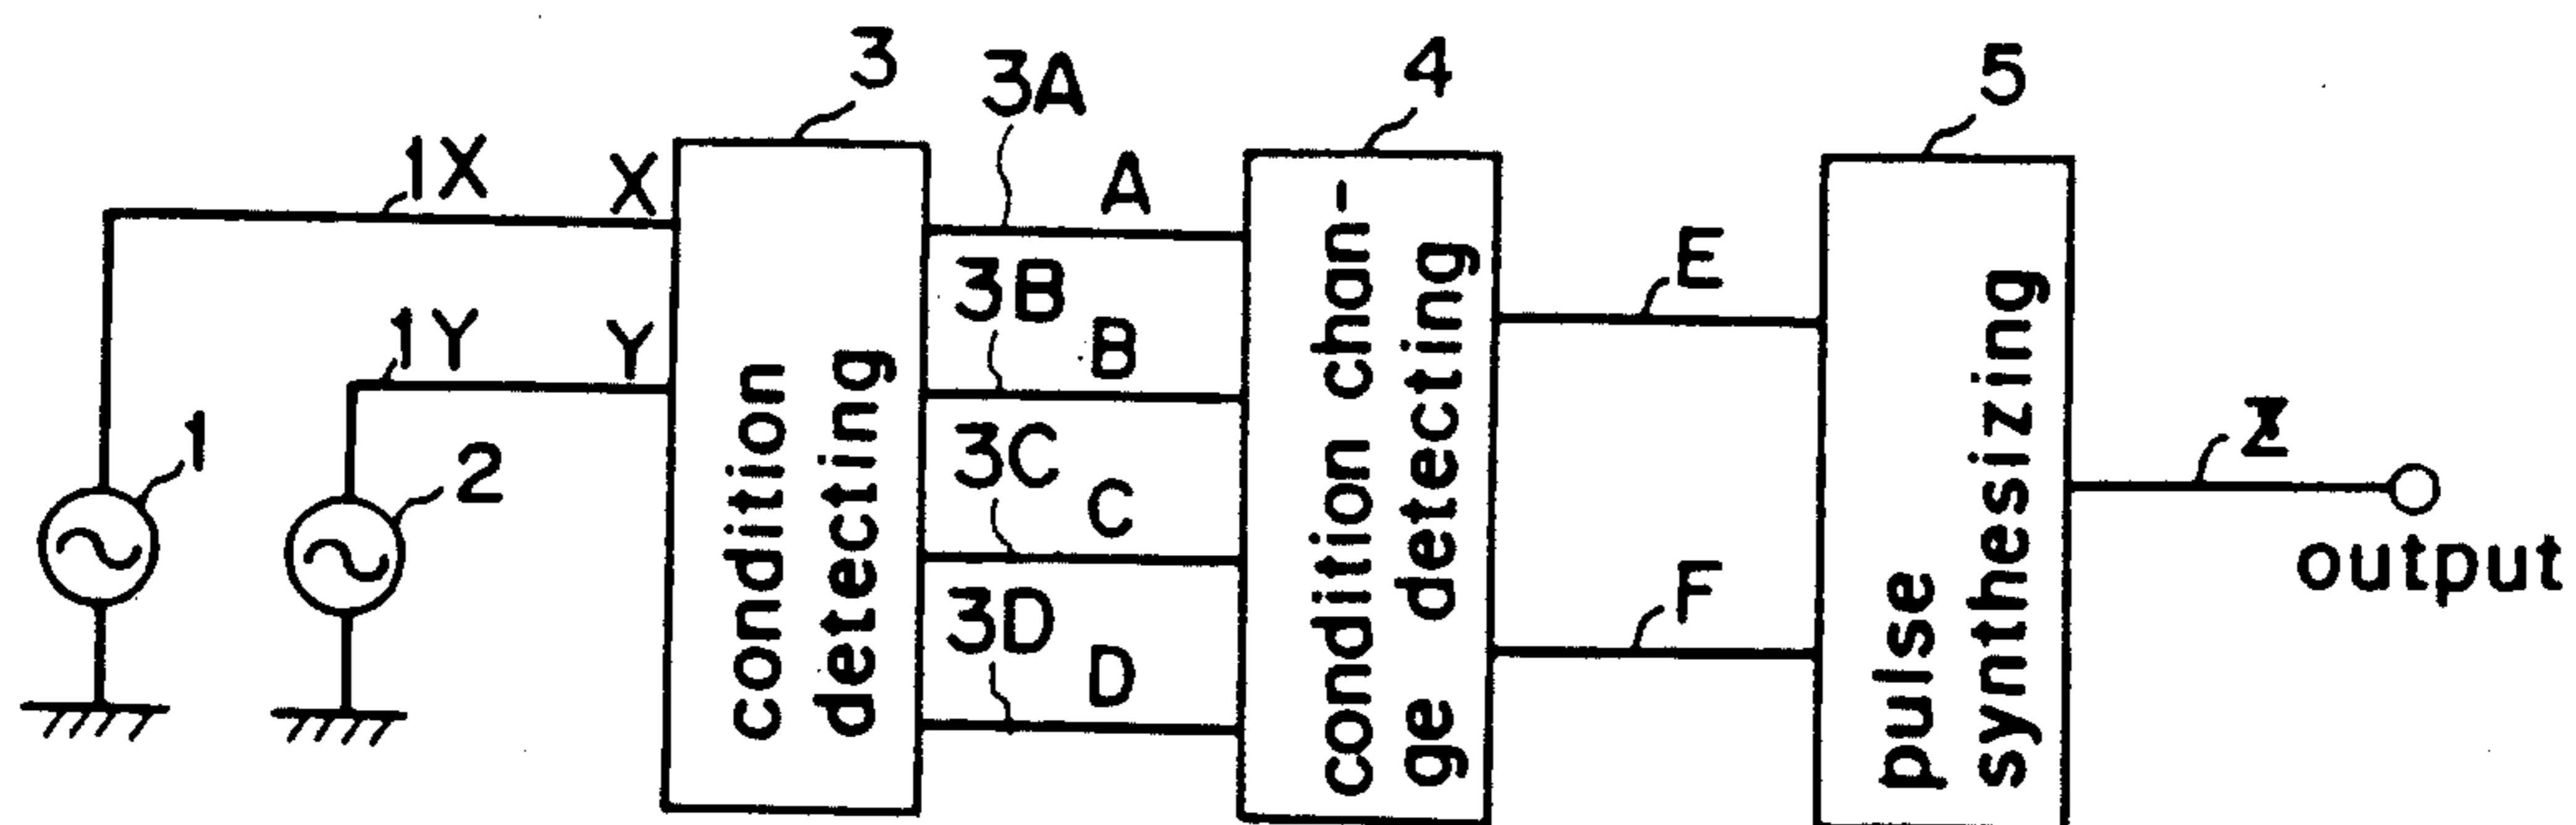 3
3A
4
5
1X
X
A
1Y
Y
3B
B
E
1
2
3C
C
3D
D
F
Z
output
condition
detecting
condition chan-
ge detecting
pulse
synthesizing